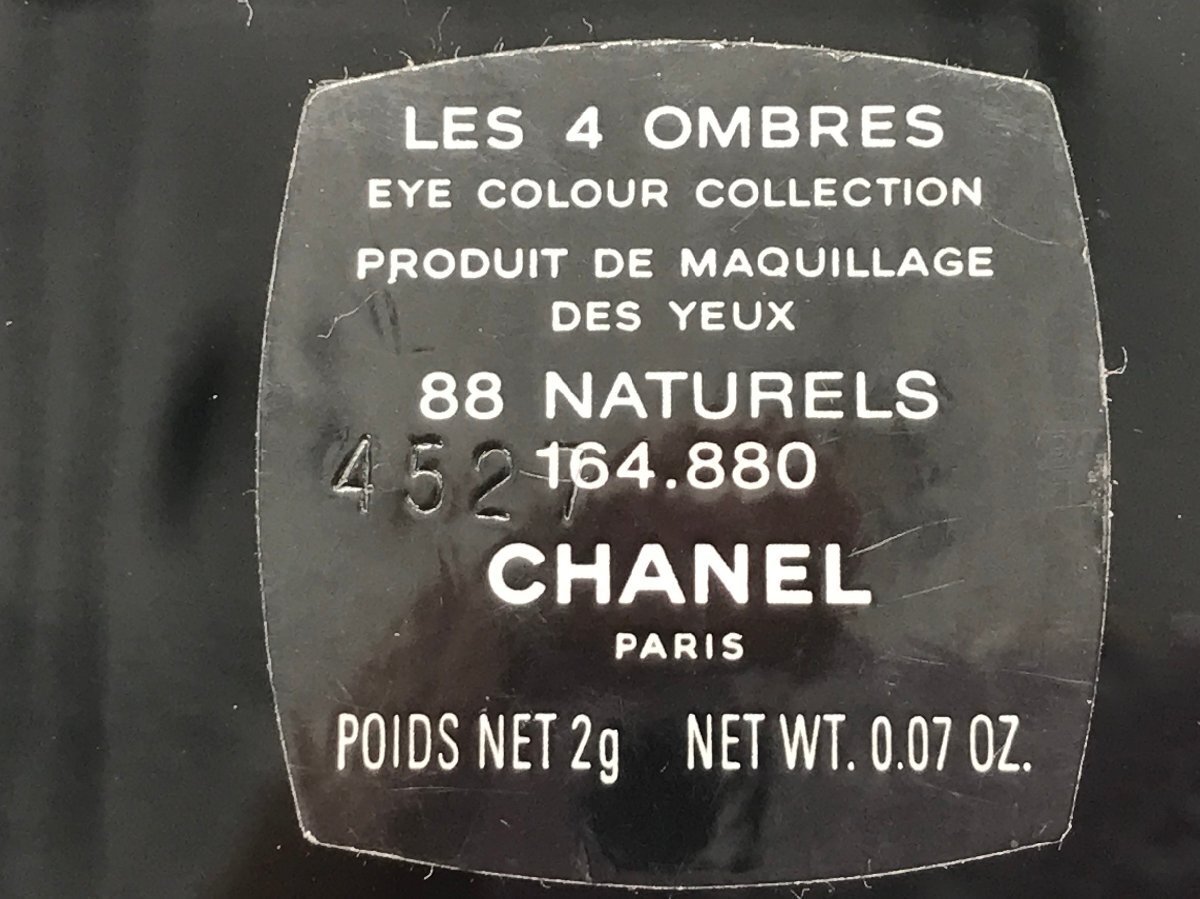 LES 4 OMBRES
EYE COLOUR COLLECTION
PRODUIT DE MAQUILLAGE
DES YEUX
88 NATURELS
164.880
4527
CHANEL
PARIS
POIDS NET 2g NET WT. 0.07 OZ.